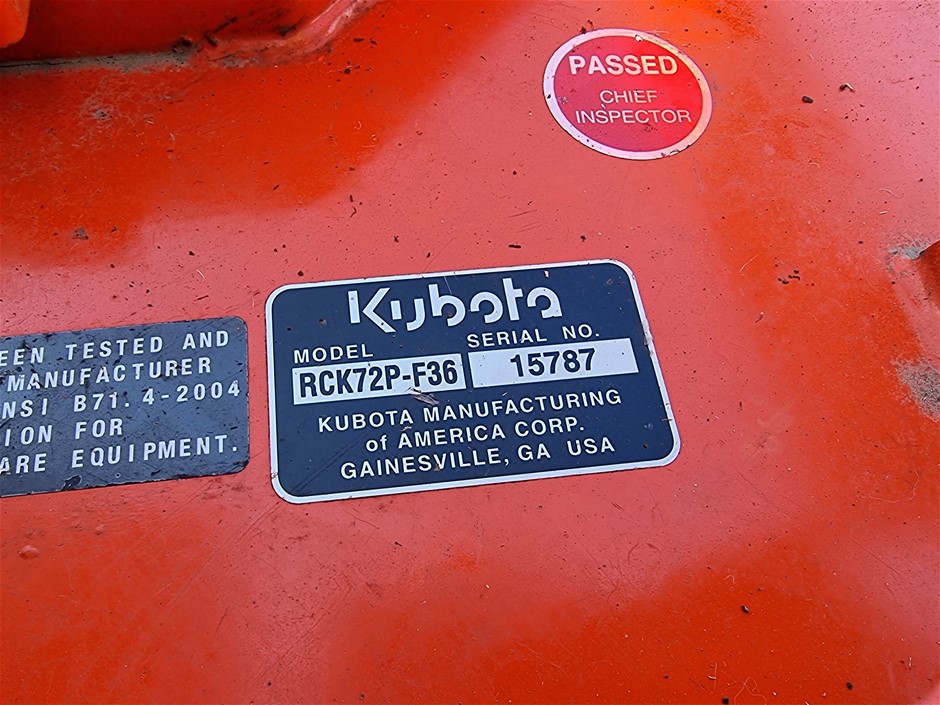 PASSED
CHIEF
INSPECTOR
Kubota
MODEL SERIAL NO.
RCK72P-F36 15787
KUBOTA MANUFACTURING
of AMERICA CORP.
GAINESVILLE, GA USA
EEN TESTED AND
MANUFACTURER
NSI B71.4-2004
ION FOR
ARE EQUIPMENT.